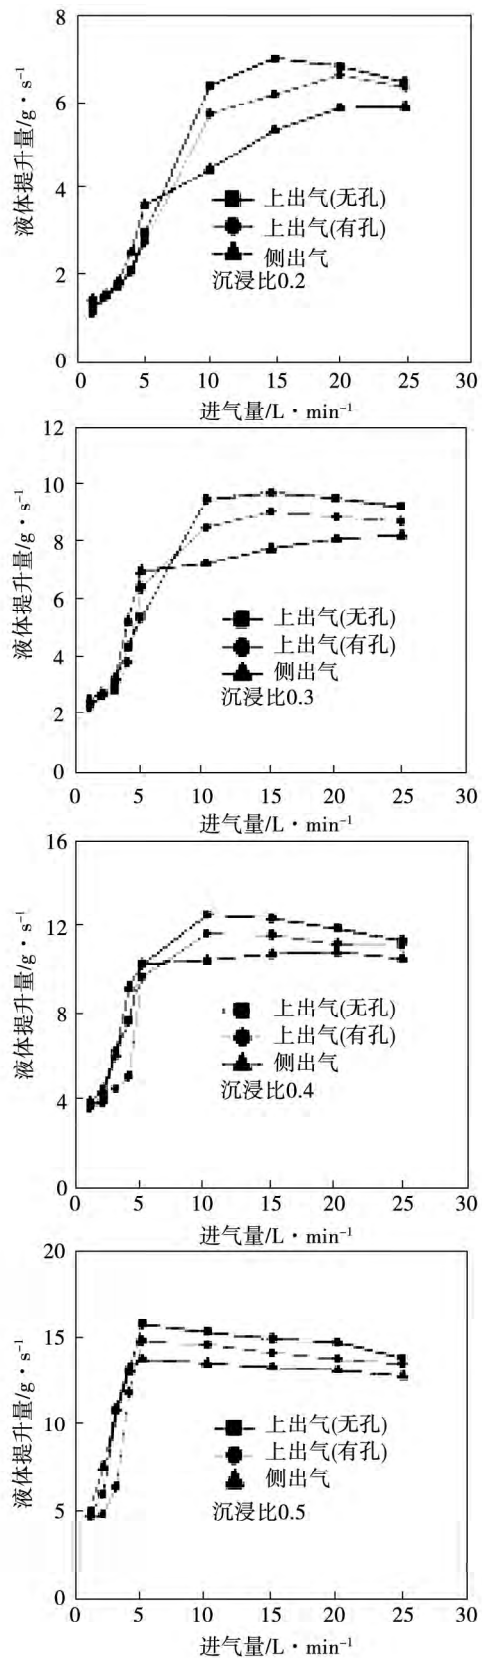 8
6
4
2
0
液体提升量/g·s⁻¹
上出气(无孔)
上出气(有孔)
侧出气
沉浸比0.2
0 5 10 15 20 25 30
进气量/L·min⁻¹
12
10
8
6
4
2
0
液体提升量/g·s⁻¹
上出气(无孔)
上出气(有孔)
侧出气
沉浸比0.3
0 5 10 15 20 25 30
进气量/L·min⁻¹
16
12
8
4
0
液体提升量/g·s⁻¹
上出气(无孔)
上出气(有孔)
侧出气
沉浸比0.4
0 5 10 15 20 25 30
进气量/L·min⁻¹
20
15
10
5
0
液体提升量/g·s⁻¹
上出气(无孔)
上出气(有孔)
侧出气
沉浸比0.5
0 5 10 15 20 25 30
进气量/L·min⁻¹